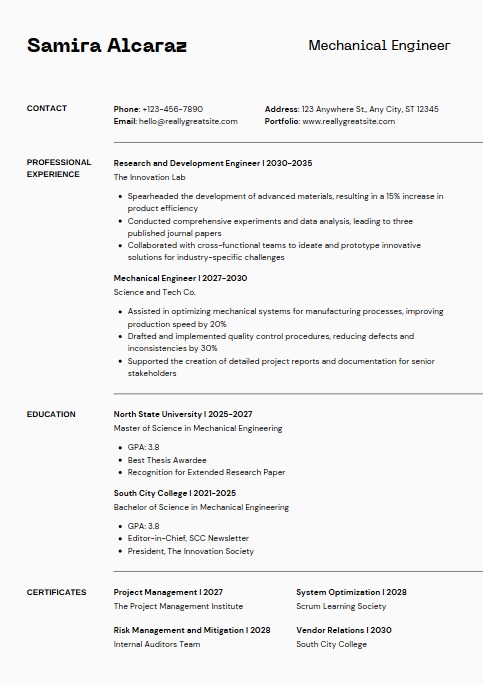 Samira Alcaraz
Mechanical Engineer
CONTACT
Phone: +123-456-7890
Address: 123 Anywhere St., Any City, ST 12345
Email: hello@reallygreatsite.com
Portfolio: www.reallygreatsite.com
PROFESSIONAL
EXPERIENCE
Research and Development Engineer I 2030-2035
The Innovation Lab
• Spearheaded the development of advanced materials, resulting in a 15% increase in
product efficiency
• Conducted comprehensive experiments and data analysis, leading to three
published journal papers
• Collaborated with cross-functional teams to ideate and prototype innovative
solutions for industry-specific challenges
Mechanical Engineer I 2027-2030
Science and Tech Co.
• Assisted in optimizing mechanical systems for manufacturing processes, improving
production speed by 20%
• Drafted and implemented quality control procedures, reducing defects and
inconsistencies by 30%
• Supported the creation of detailed project reports and documentation for senior
stakeholders
EDUCATION
North State University I 2025-2027
Master of Science in Mechanical Engineering
• GPA: 3.8
• Best Thesis Awardee
• Recognition for Extended Research Paper
South City College I 2021-2025
Bachelor of Science in Mechanical Engineering
• GPA: 3.8
• Editor-in-Chief, SCC Newsletter
• President, The Innovation Society
CERTIFICATES
Project Management I 2027
The Project Management Institute
System Optimization I 2028
Scrum Learning Society
Risk Management and Mitigation I 2028
Internal Auditors Team
Vendor Relations I 2030
South City College